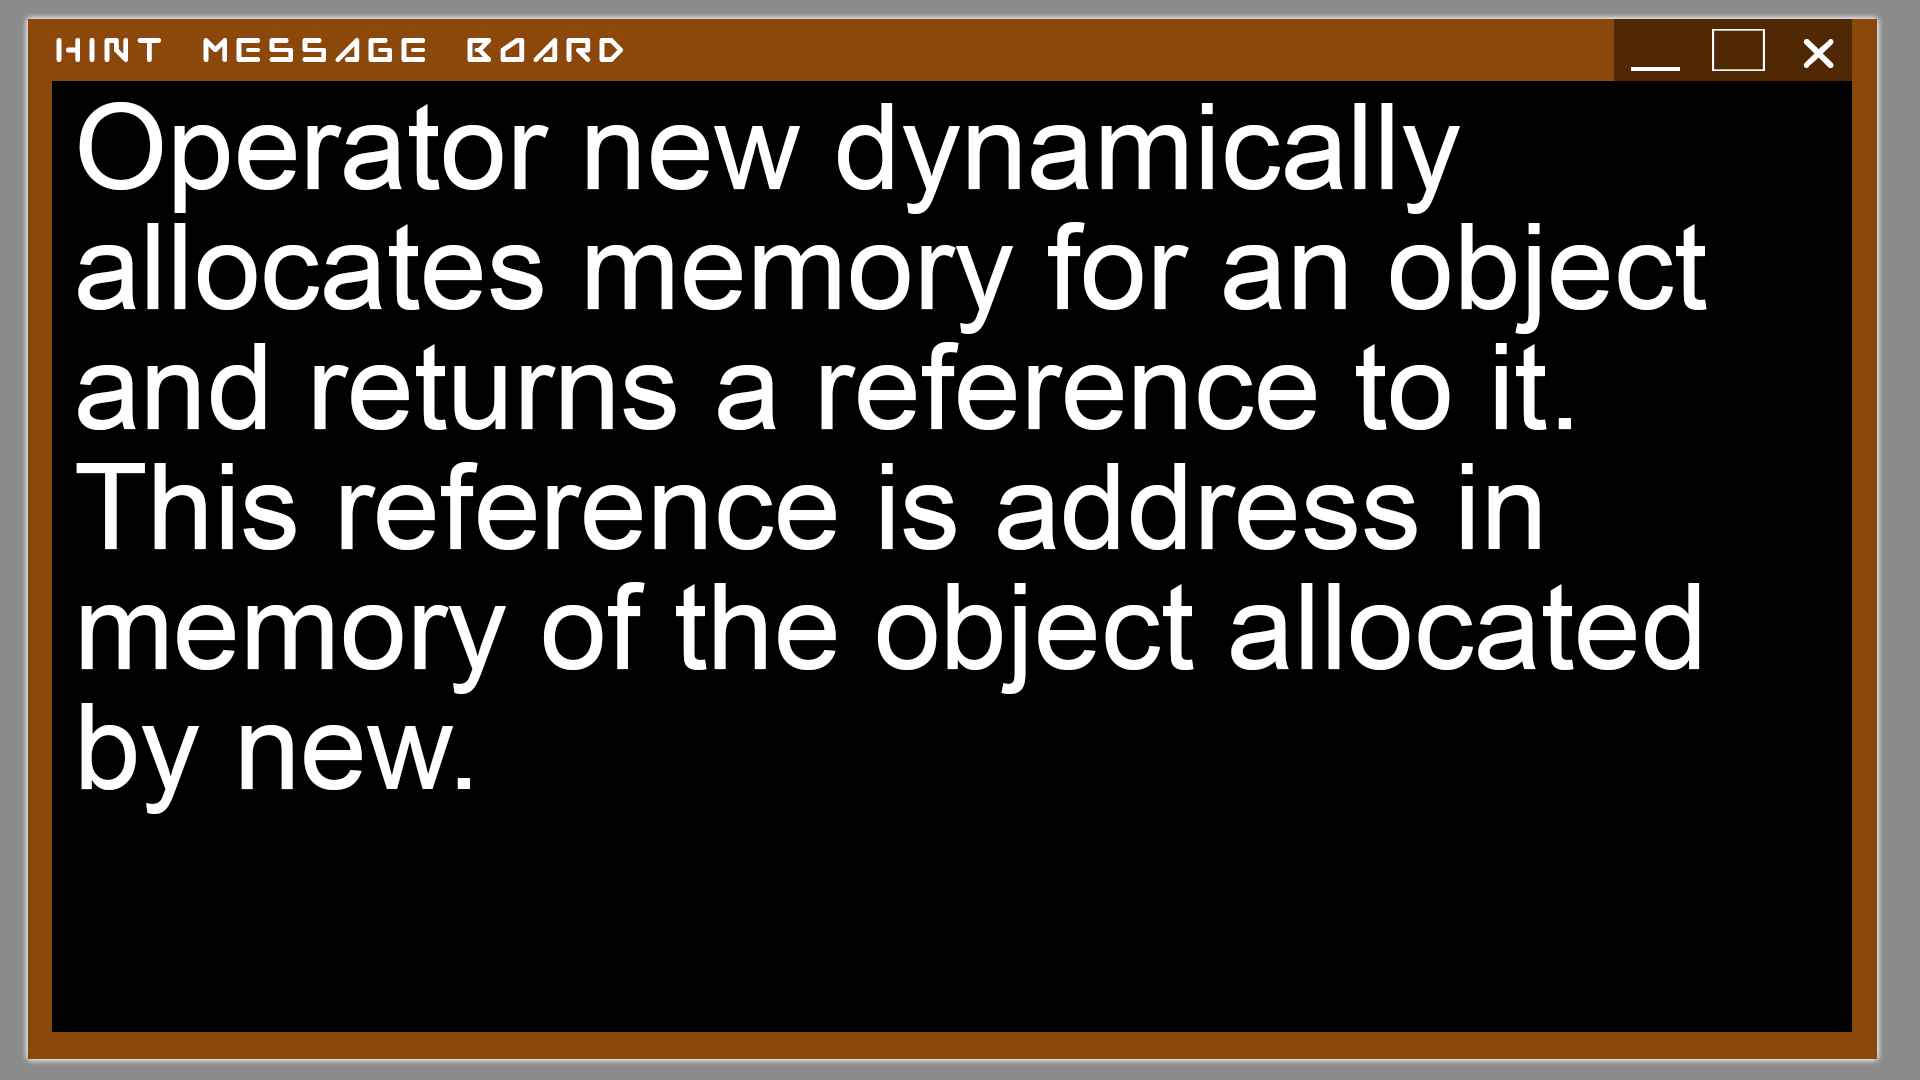 HINT MESSAGE BOARD
Operator new dynamically
allocates memory for an object
and returns a reference to it.
This reference is address in
memory of the object allocated
by new.